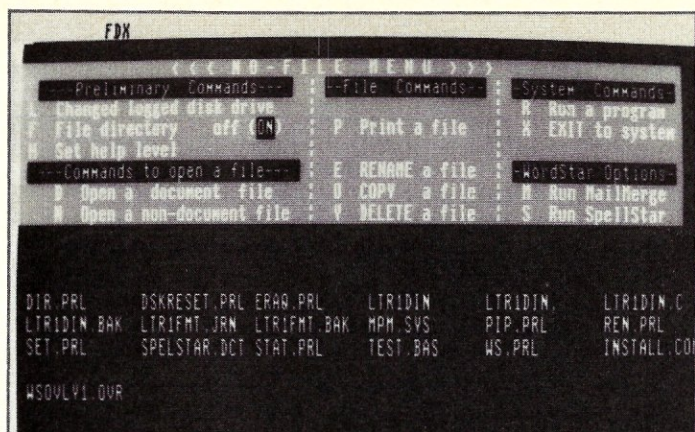 FDX
< < < N O - F I L E   M E N U > > >
---Preliminary Commands--- --File Commands-- -System Commands-
L Changed logged disk drive R Run a program
F File directory off (ON) P Print a file X EXIT to system
H Set help level
---Commands to open a file--- E RENAME a file -WordStar Options-
D Open a document file O COPY a file M Run MailMerge
N Open a non-document file Y DELETE a file S Run SpellStar
DIR.PRL DSKRESET.PRL ERAQ.PRL LTR1DIN LTR1DIN. LTR1DIN.C
LTR1DIN.BAK LTR1FMT.JRN LTR1FMT.BAK MPM.SYS PIP.PRL REN.PRL
SET.PRL SPELSTAR.DCT STAT.PRL TEST.BAS WS.PRL INSTALL.COM
WSOVLY1.OVR